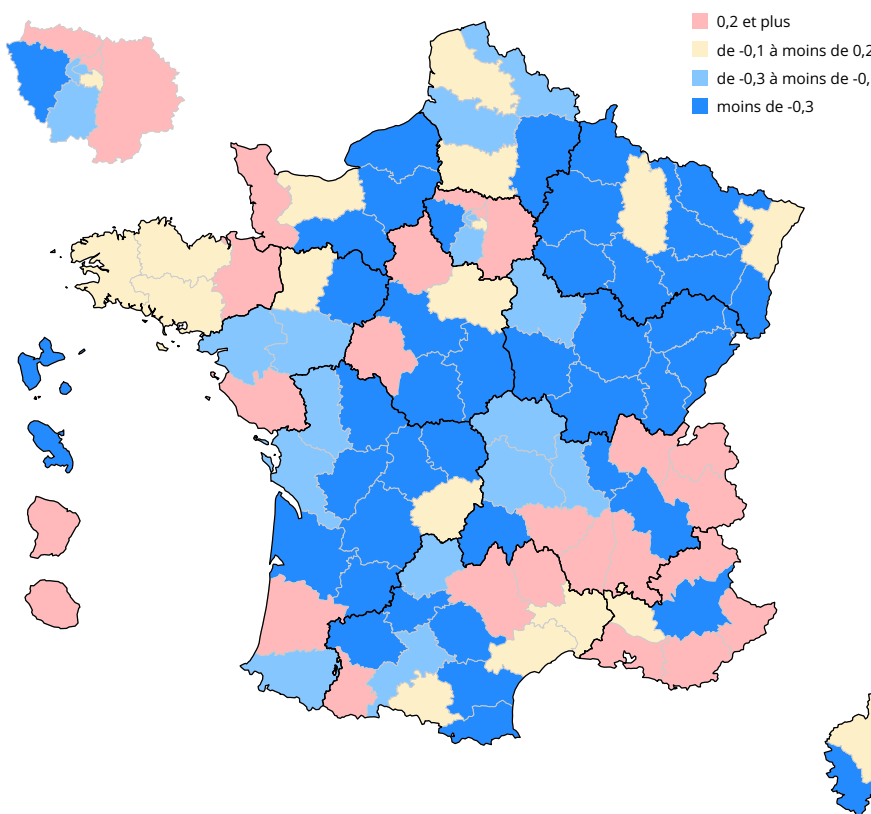 0,2 et plus
de -0,1 à moins de 0,2
de -0,3 à moins de -0,
moins de -0,3